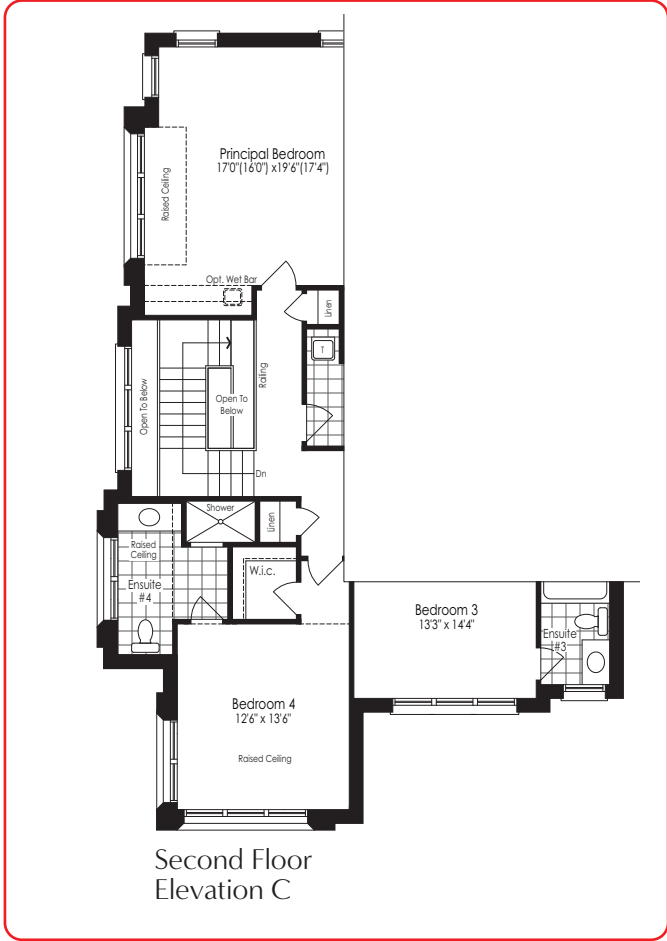 Principal Bedroom
17'0"(16'0") x19'6"(17'4")
Raised Ceiling
Opt. Wet Bar
Linen
T
Open To Below
Open To
Below
Railing
Dn
Shower
Linen
Raised
Ceiling
Ensuite
#4
W.i.c.
Bedroom 3
13'3" x 14'4"
Ensuite
#3
Bedroom 4
12'6" x 13'6"
Raised Ceiling
Second Floor
Elevation C